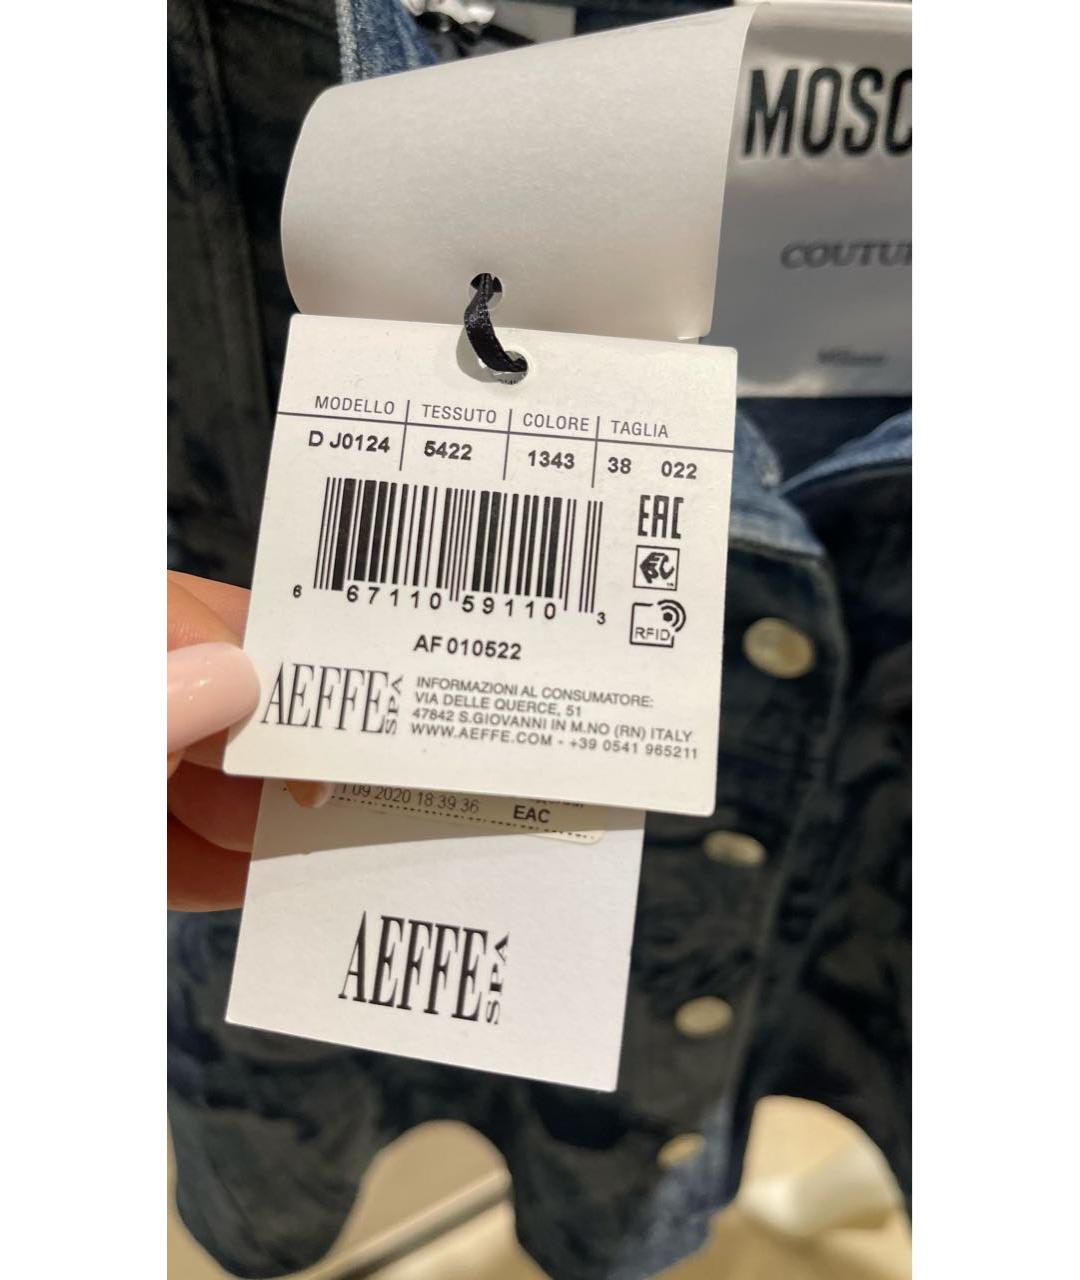 MOSC
COUTU
Milano
MODELLO TESSUTO COLORE TAGLIA
D J0124 5422 1343 38 022
EAC
6 67110 59110 3
RFID
AF 010522
AEFFE SPA
INFORMAZIONI AL CONSUMATORE:
VIA DELLE QUERCE, 51
47842 S.GIOVANNI IN M.NO (RN) ITALY
WWW.AEFFE.COM - +39 0541 965211
1 09.2020 18:39:36 EAC
AEFFE SPA